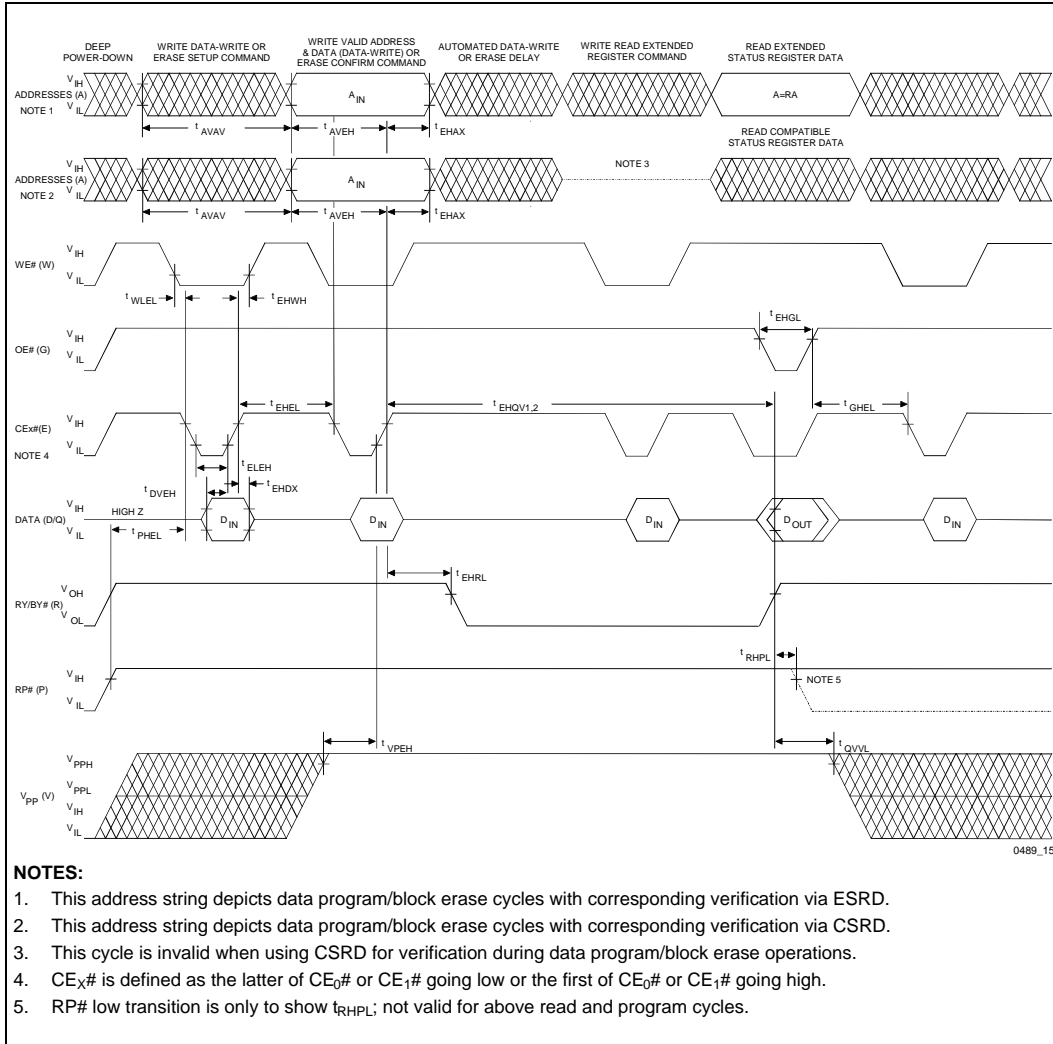 DEEP
POWER-DOWN
WRITE DATA-WRITE OR
ERASE SETUP COMMAND
WRITE VALID ADDRESS
& DATA (DATA-WRITE) OR
ERASE CONFIRM COMMAND
AUTOMATED DATA-WRITE
OR ERASE DELAY
WRITE READ EXTENDED
REGISTER COMMAND
READ EXTENDED
STATUS REGISTER DATA
V IH
ADDRESSES (A)
NOTE 1
V IL
A IN
A=RA
t AVAV
t AVEH
t EHAX
READ COMPATIBLE
STATUS REGISTER DATA
V IH
ADDRESSES (A)
NOTE 2
V IL
A IN
NOTE 3
t AVAV
t AVEH
t EHAX
V IH
WE# (W)
V IL
t WLEL
t EHWH
V IH
OE# (G)
V IL
t EHGL
V IH
CEx#(E)
V IL
NOTE 4
t EHEL
t EHQV1,2
t GHEL
t ELEH
t EHDX
t DVEH
V IH
DATA (D/Q)
V IL
HIGH Z
D IN
D IN
D IN
D OUT
D IN
t PHEL
t EHRL
V OH
RY/BY# (R)
V OL
t RHPL
V IH
RP# (P)
V IL
NOTE 5
t VPEH
t QVVL
V PPH
V PPL
V PP (V)
V IH
V IL
0489_15
NOTES:
1. This address string depicts data program/block erase cycles with corresponding verification via ESRD.
2. This address string depicts data program/block erase cycles with corresponding verification via CSRD.
3. This cycle is invalid when using CSRD for verification during data program/block erase operations.
4. CEX# is defined as the latter of CE0# or CE1# going low or the first of CE0# or CE1# going high.
5. RP# low transition is only to show tRHPL; not valid for above read and program cycles.